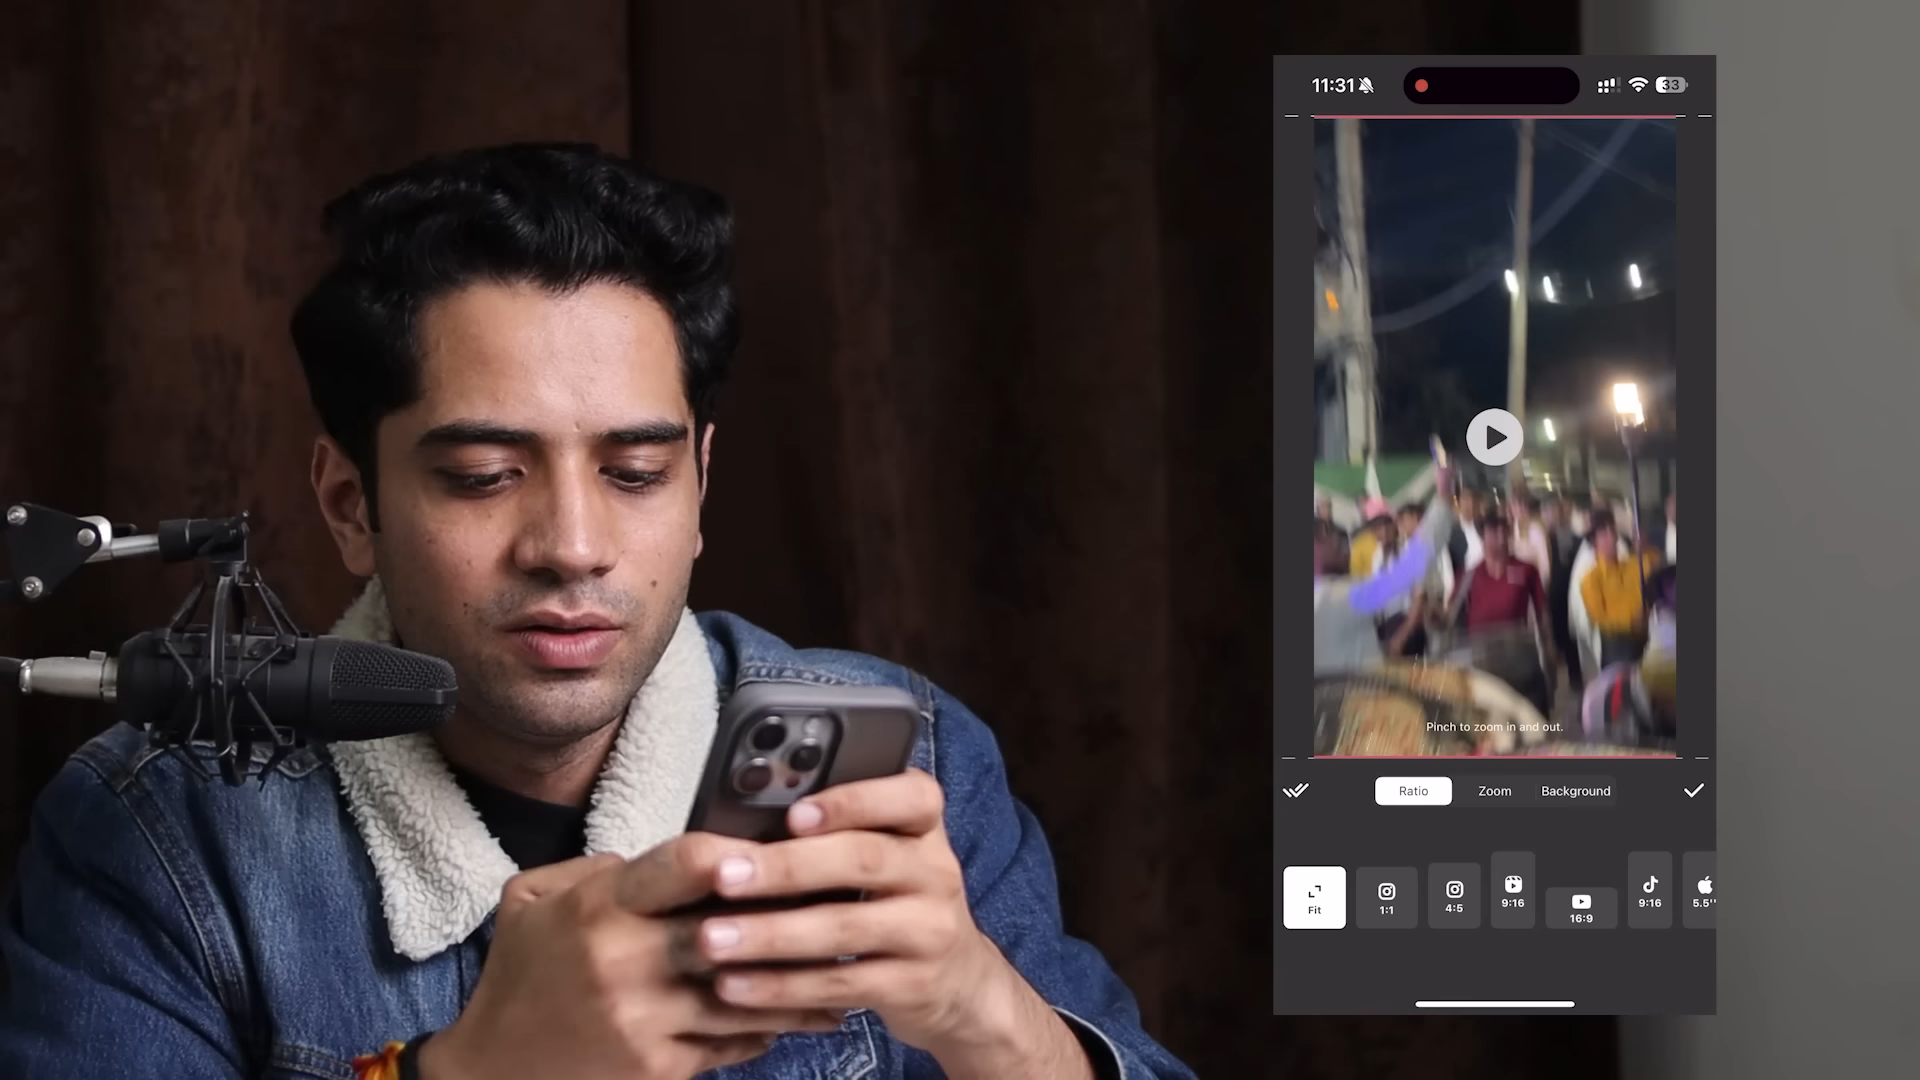 11:31
33
Pinch to zoom in and out.
Ratio Zoom Background
Fit
1:1
4:5
9:16
16:9
9:16
5.5''